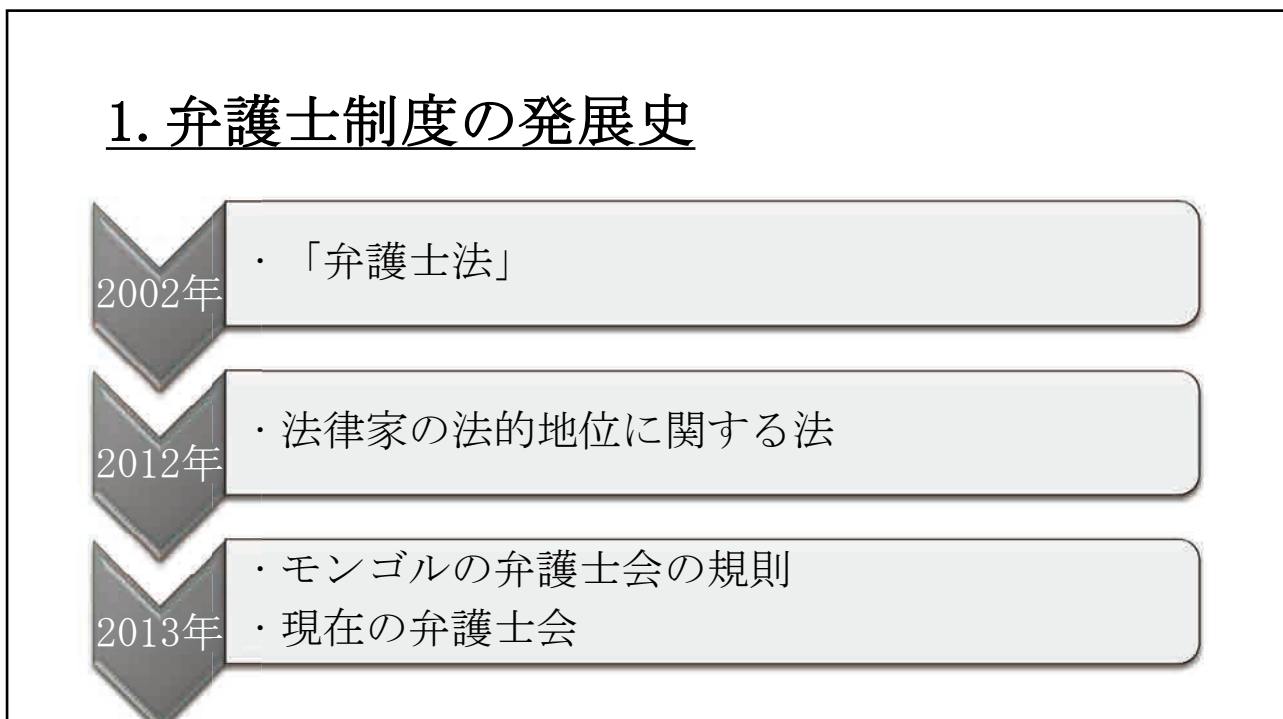 1. 弁護士制度の発展史
2002年
・「弁護士法」
2012年
・法律家の法的地位に関する法
2013年
・モンゴルの弁護士会の規則
・現在の弁護士会